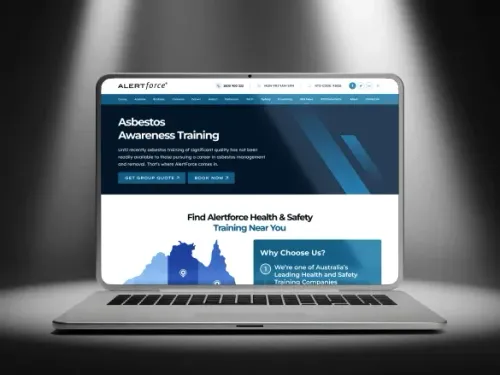 ALERTforce
Asbestos
Awareness Training
Until recently asbestos training of significant quality has not been
readily available to those pursuing a career in asbestos management
and removal. That's where AlertForce comes in.
GET GROUP QUOTE
BOOK NOW
Find Alertforce Health & Safety
Training Near You
Why Choose Us?
We're one of Australia's
Leading Health and Safety
Training Companies